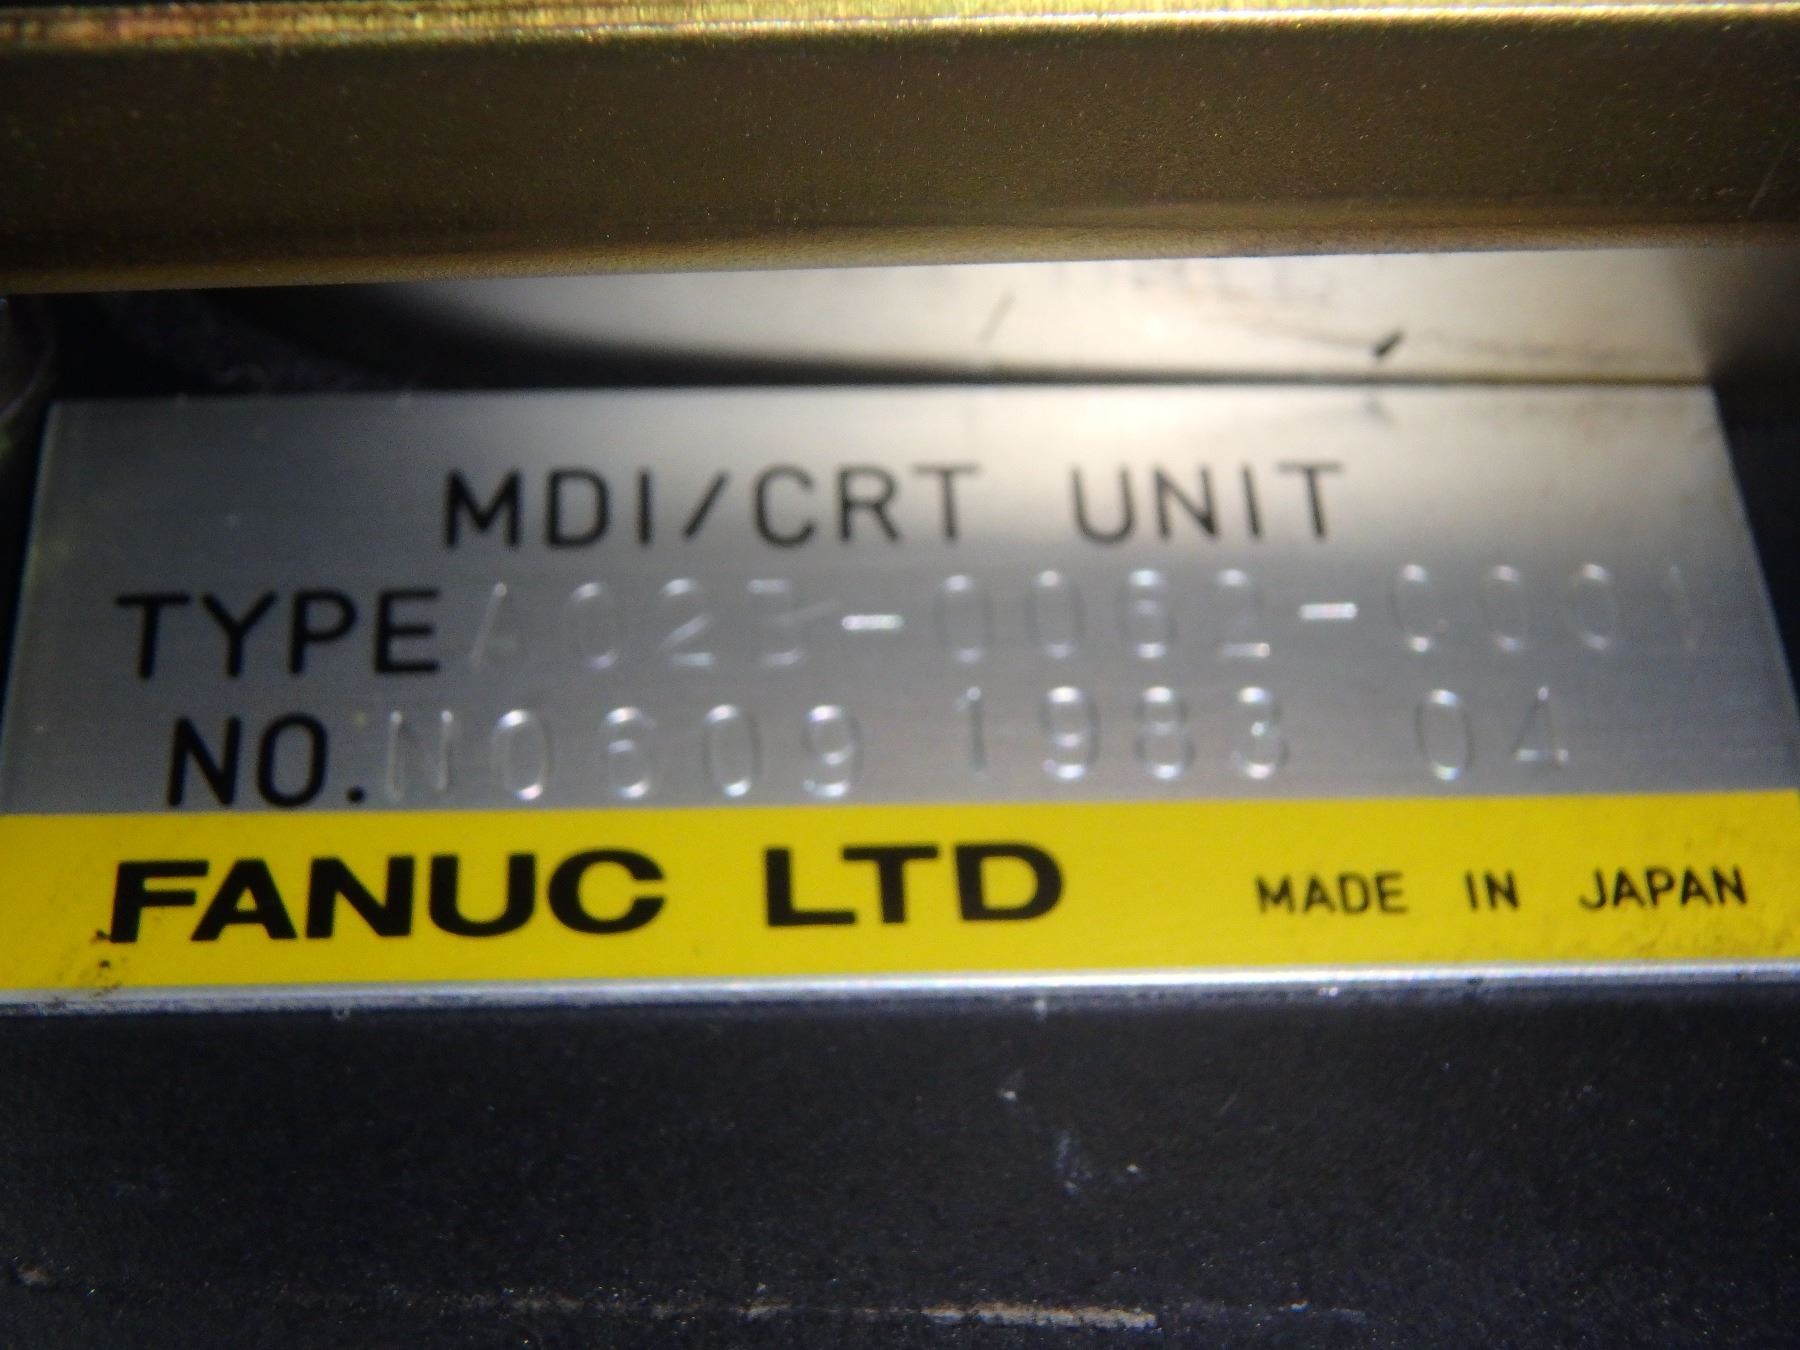 MDI/CRT UNIT
TYPE A02B-0062-C001
NO. N0609 1983 04
FANUC LTD MADE IN JAPAN